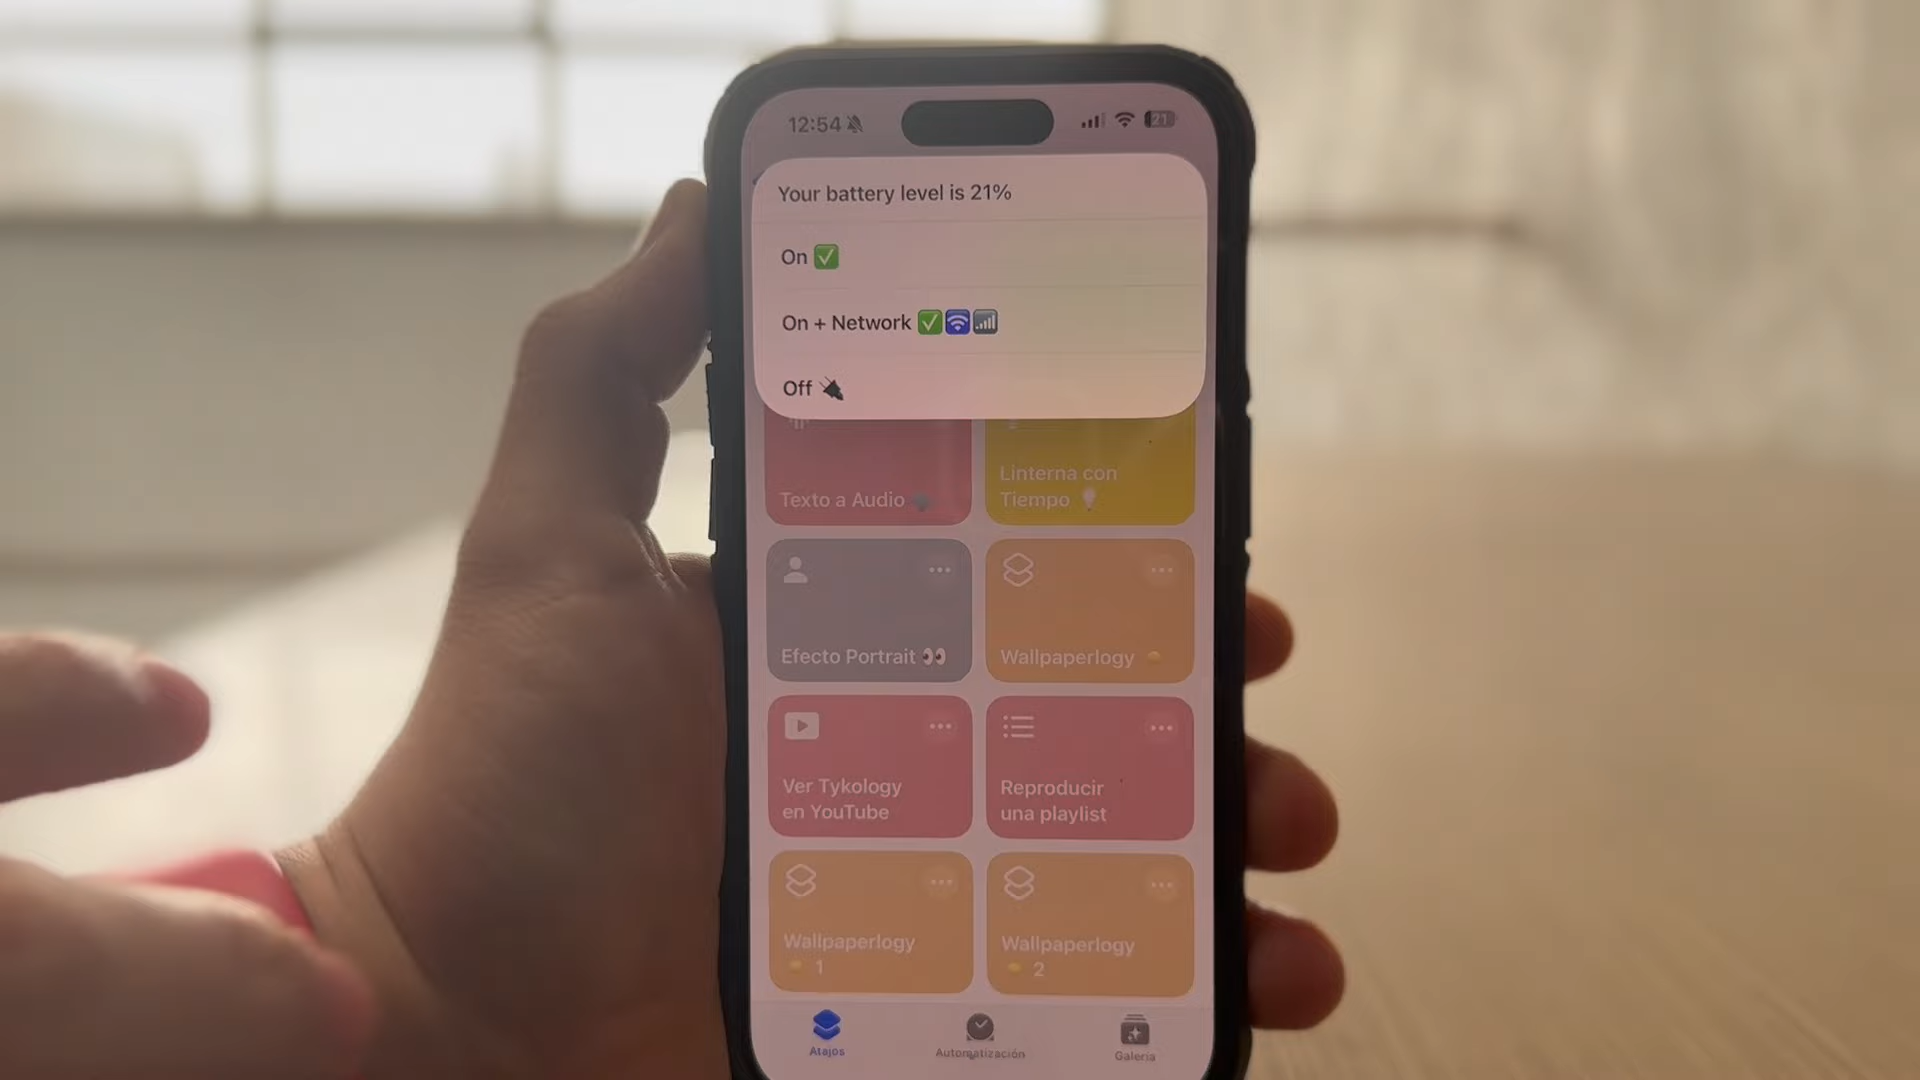 12:54
21
Your battery level is 21%
On ✅
On + Network ✅🛜📶
Off 🔌
Texto a Audio
Linterna con
Tiempo 💡
Efecto Portrait 👀
Wallpaperlogy
Ver Tykology
en YouTube
Reproducir
una playlist
Wallpaperlogy
1
Wallpaperlogy
2
Atajos
Automatización
Galería